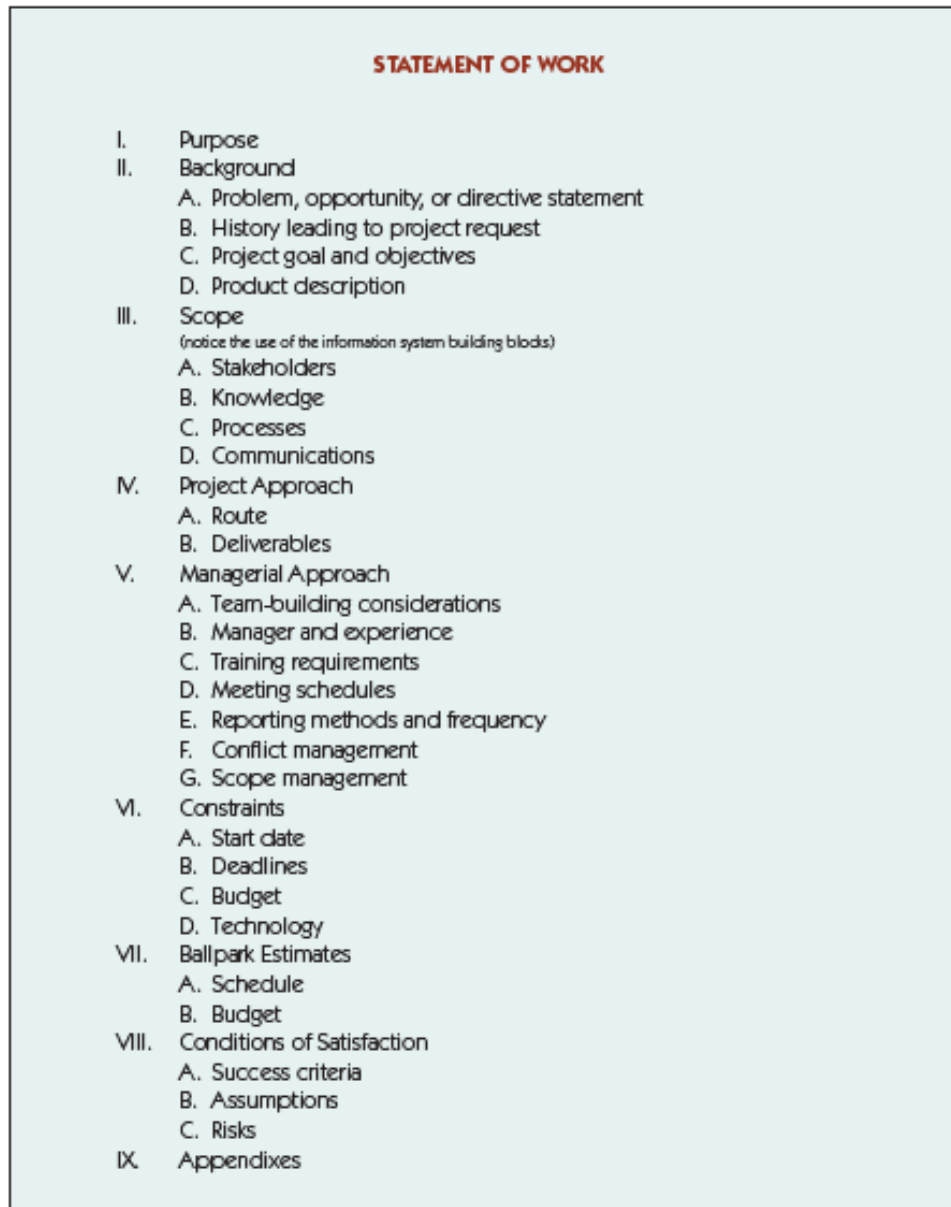 STATEMENT OF WORK
I. Purpose
II. Background
A. Problem, opportunity, or directive statement
B. History leading to project request
C. Project goal and objectives
D. Product description
III. Scope
(notice the use of the information system building blocks)
A. Stakeholders
B. Knowledge
C. Processes
D. Communications
IV. Project Approach
A. Route
B. Deliverables
V. Managerial Approach
A. Team-building considerations
B. Manager and experience
C. Training requirements
D. Meeting schedules
E. Reporting methods and frequency
F. Conflict management
G. Scope management
VI. Constraints
A. Start date
B. Deadlines
C. Budget
D. Technology
VII. Ballpark Estimates
A. Schedule
B. Budget
VIII. Conditions of Satisfaction
A. Success criteria
B. Assumptions
C. Risks
IX. Appendixes